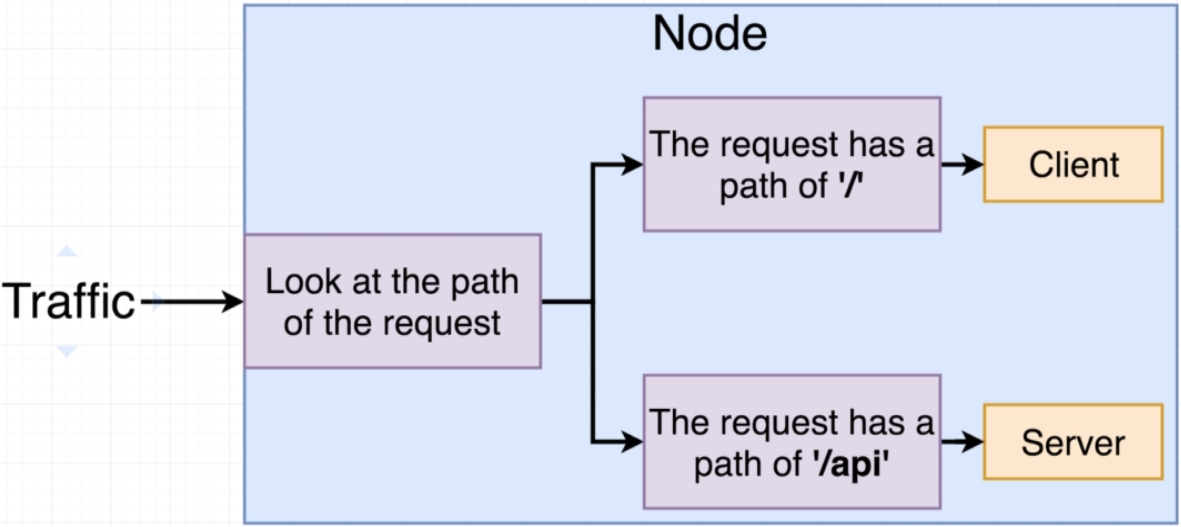 Node
Traffic
Look at the path
of the request
The request has a
path of '/'
Client
The request has a
path of '/api'
Server